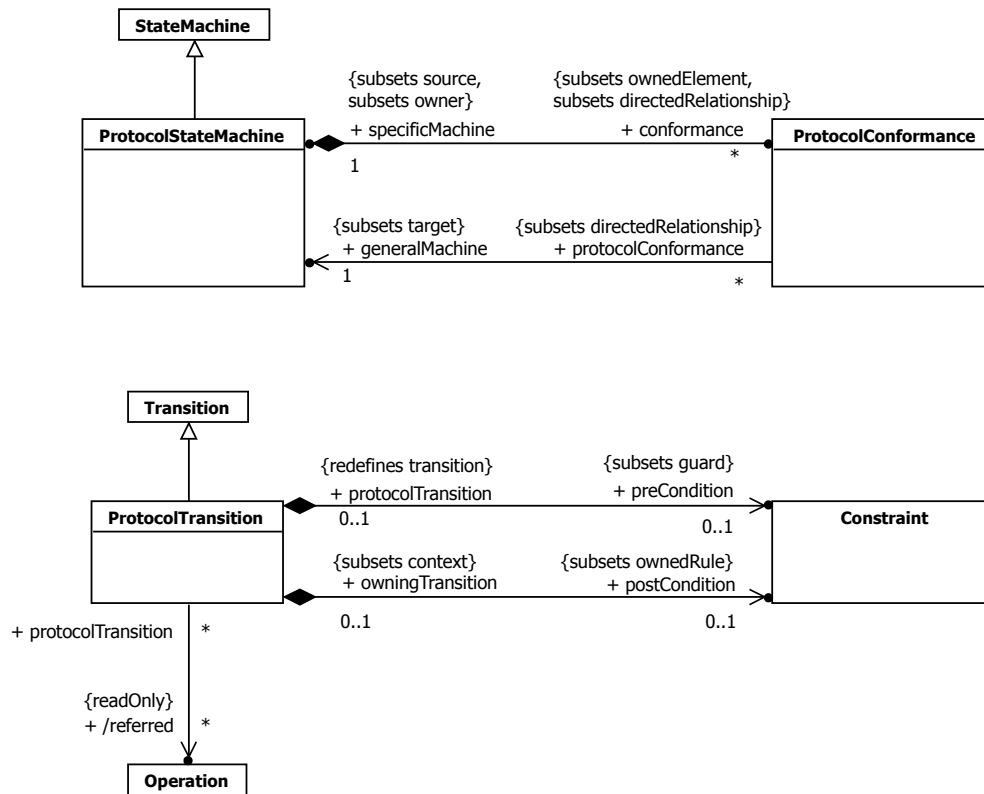 StateMachine
{subsets source,
subsets owner}
+ specificMachine
1
{subsets ownedElement,
subsets directedRelationship}
+ conformance
*
ProtocolStateMachine
ProtocolConformance
{subsets target}
+ generalMachine
1
{subsets directedRelationship}
+ protocolConformance
*
Transition
{redefines transition}
+ protocolTransition
0..1
{subsets guard}
+ preCondition
0..1
ProtocolTransition
Constraint
{subsets context}
+ owningTransition
0..1
{subsets ownedRule}
+ postCondition
0..1
+ protocolTransition
*
{readOnly}
+ /referred
*
Operation